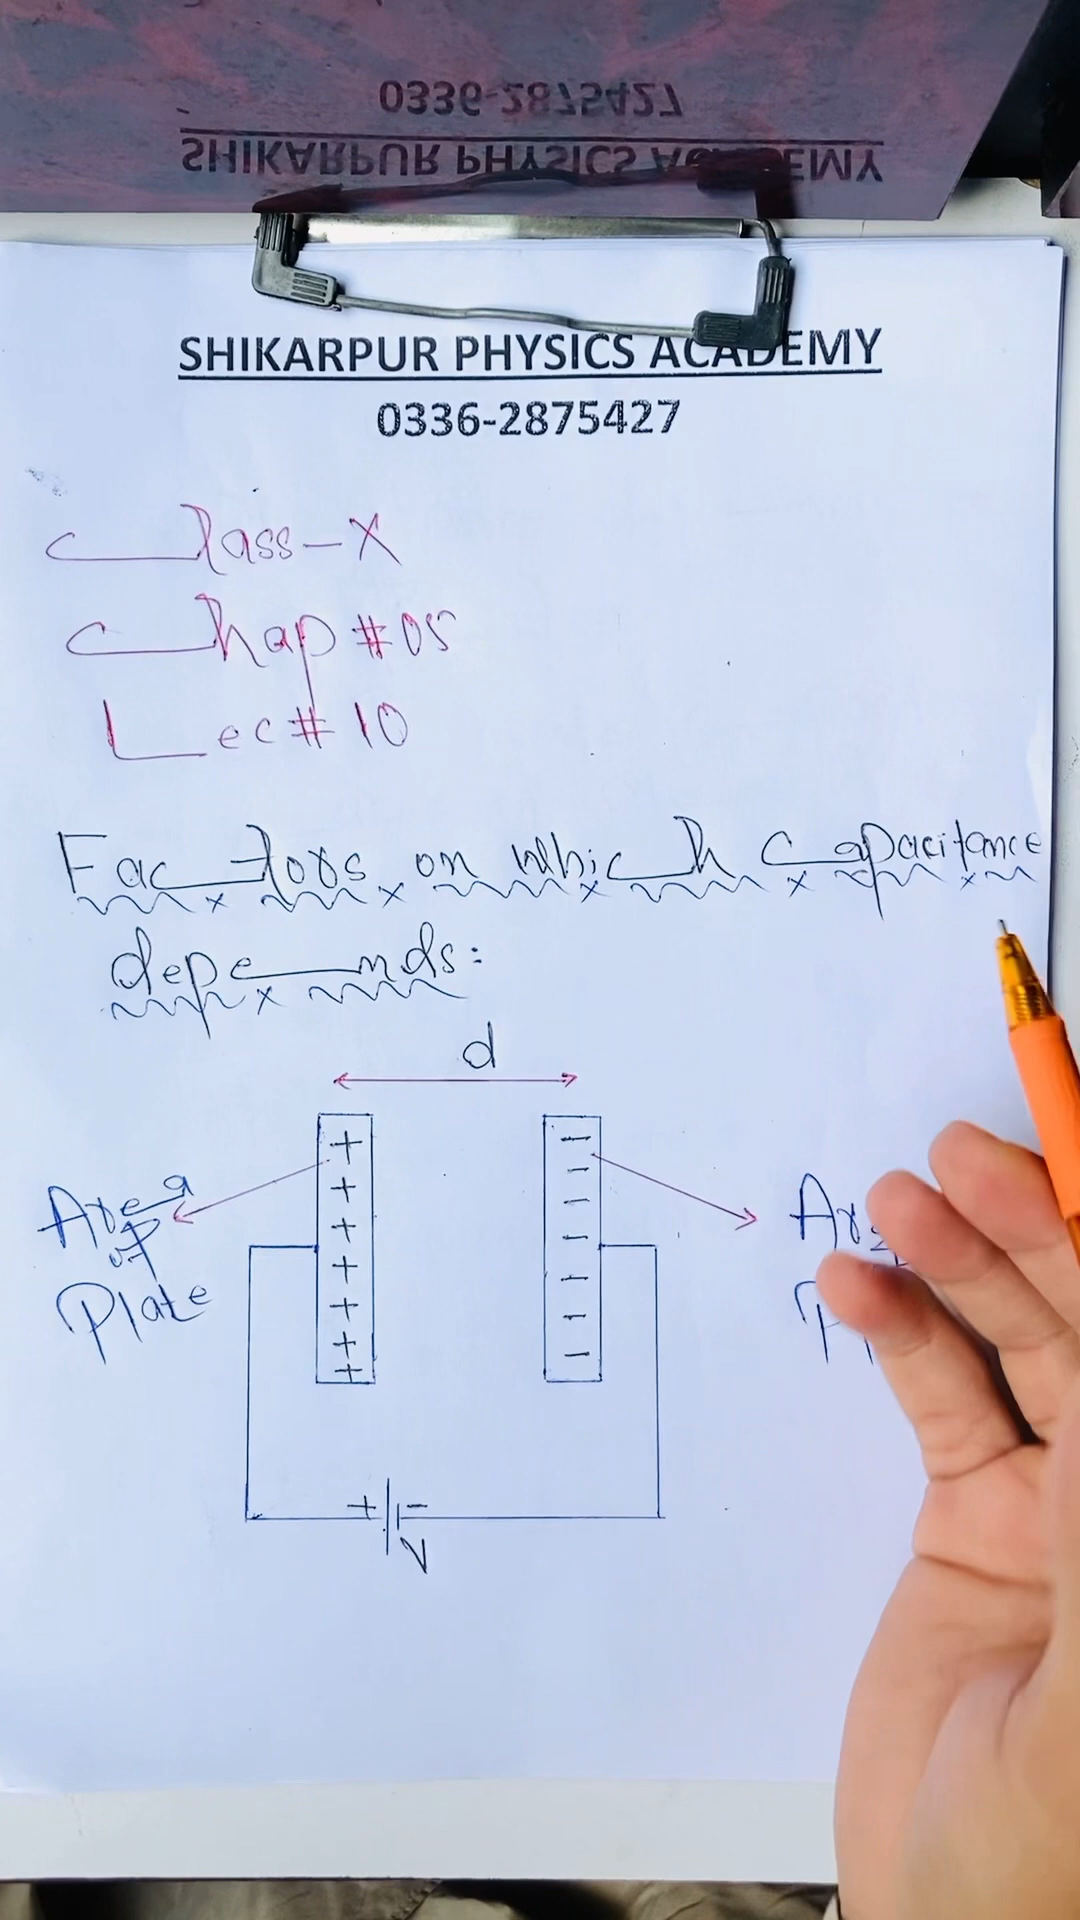 0336-2875427
SHIKARPUR PHYSICS ACADEMY
SHIKARPUR PHYSICS ACADEMY
0336-2875427
Class-X
Chap #05
Lec# 10
Factors on which Capacitance
depends:
d
Area
of
Plate
+
+
+
+
+
+
+
-
-
-
-
-
-
-
+ -
V